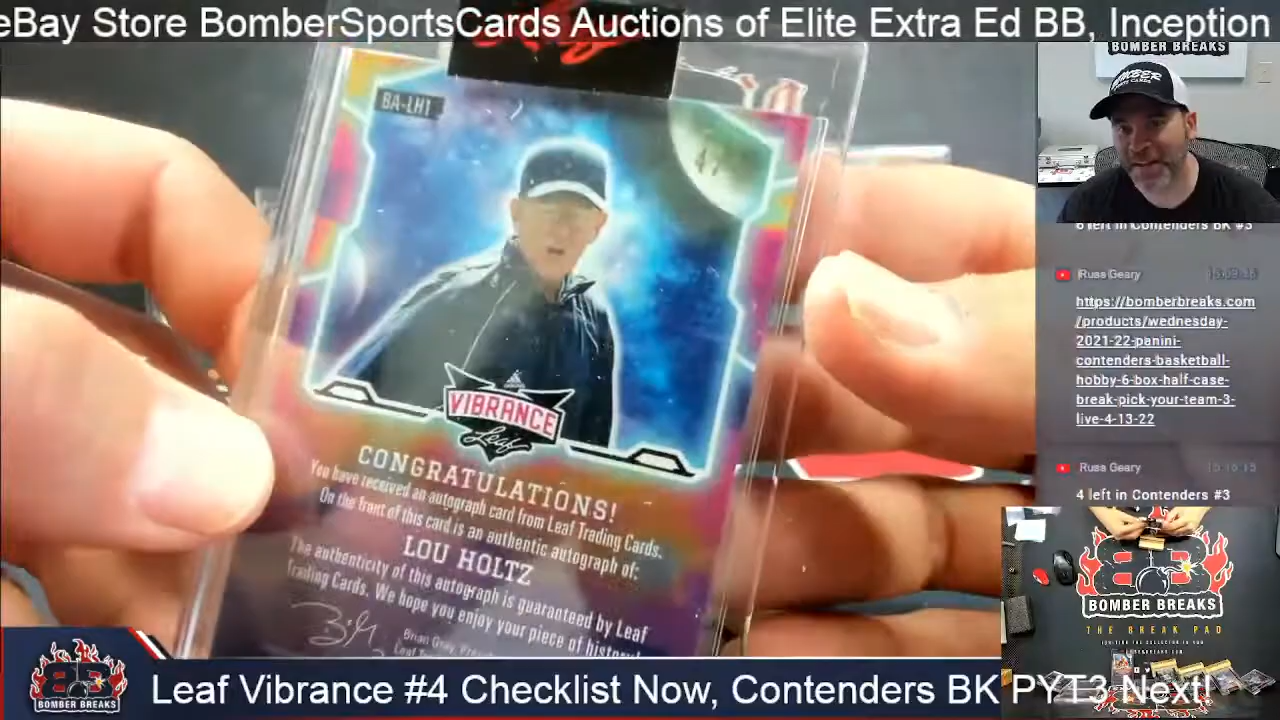 eBay Store BomberSportsCards Auctions of Elite Extra Ed BB, Inception
BOMBER BREAKS
BA-LH1
VIBRANCE
Leaf
CONGRATULATIONS!
You have received an autograph card from Leaf Trading Cards.
On the front of this card is an authentic autograph of:
LOU HOLTZ
The authenticity of this autograph is guaranteed by Leaf
Trading Cards. We hope you enjoy your piece of history!
Brian Gray,
6 left in Contenders BK #3
Russ Geary
https://bomberbreaks.com
/products/wednesday-
2021-22-panini-
contenders-basketball-
hobby-6-box-half-case-
break-pick-your-team-3-
live-4-13-22
Russ Geary
4 left in Contenders #3
BOMBER BREAKS
THE BREAK PAD
BOMBER BREAKS
Leaf Vibrance #4 Checklist Now, Contenders BK PYT3 Next!